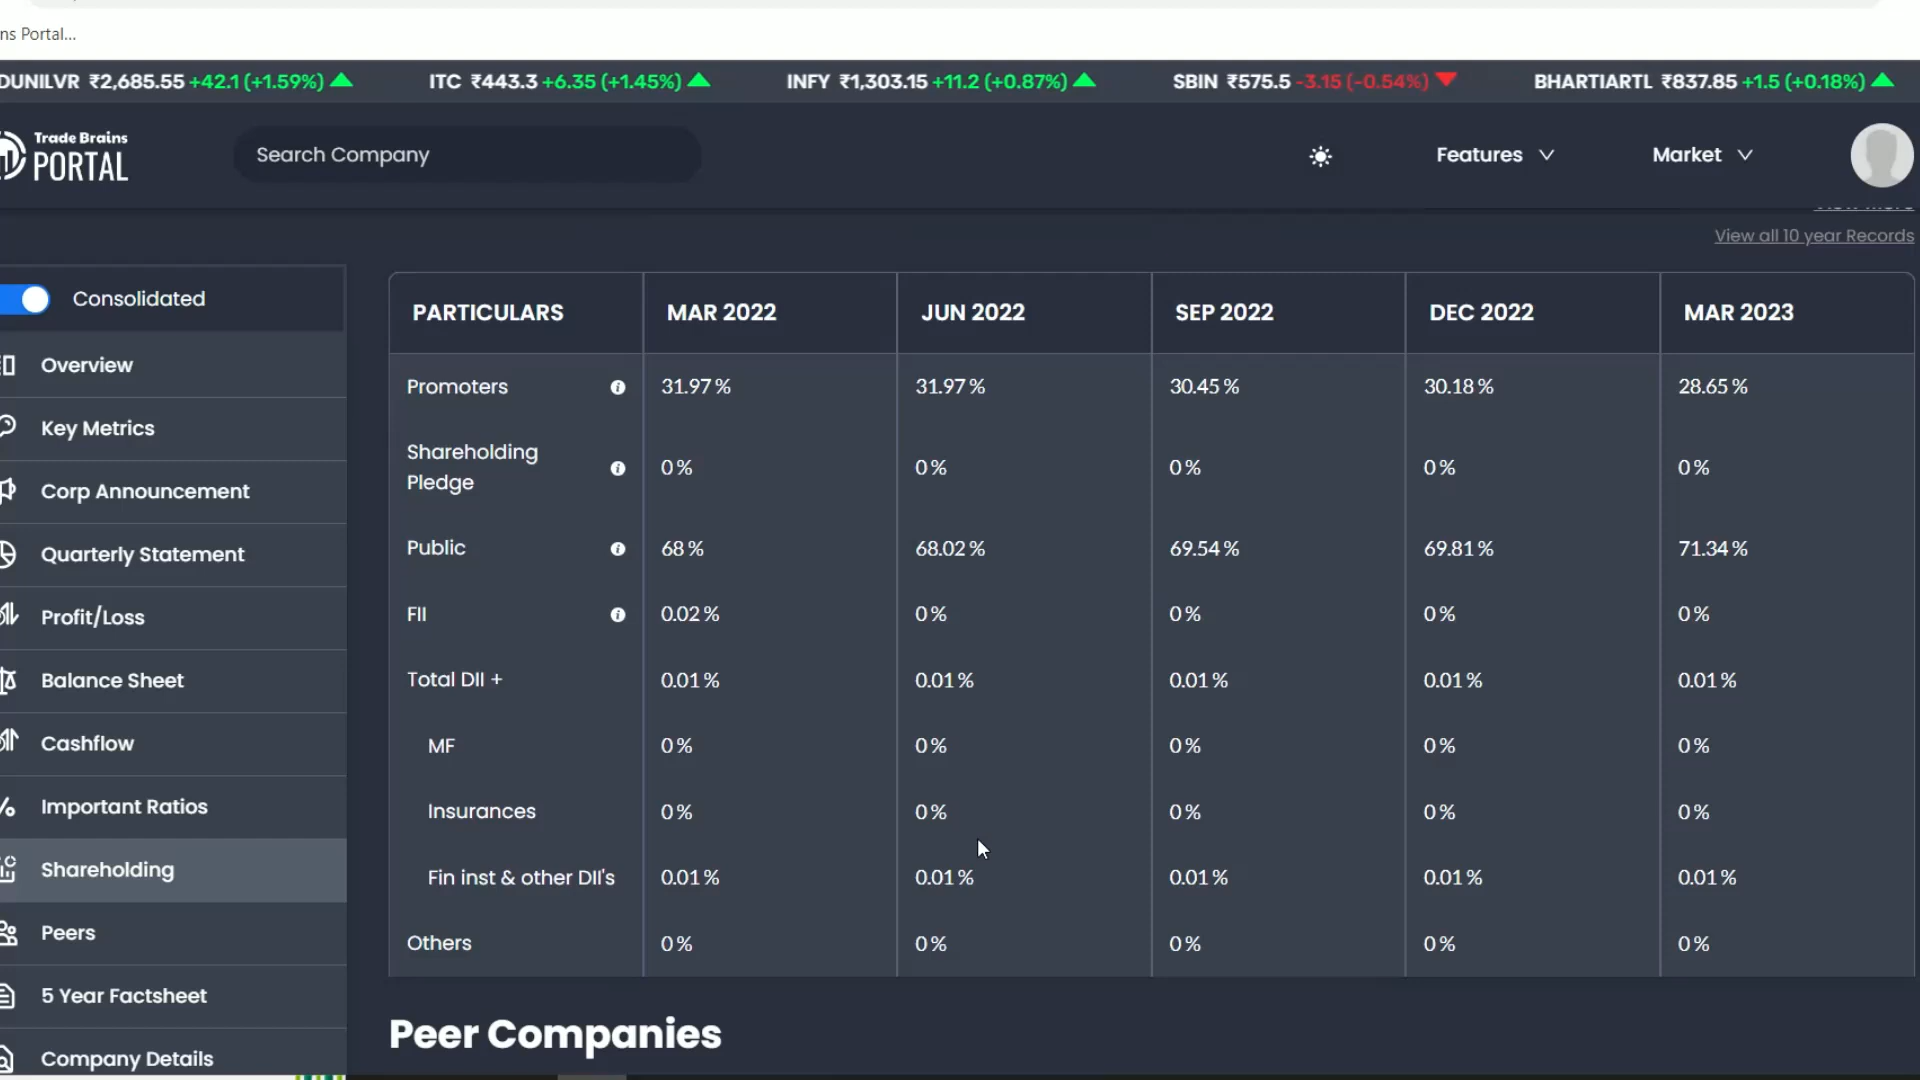 ns Portal...
DUNILVR ₹2,685.55 +42.1 (+1.59%) ITC ₹443.3 +6.35 (+1.45%) INFY ₹1,303.15 +11.2 (+0.87%) SBIN ₹575.5 -3.15 (-0.54%) BHARTIARTL ₹837.85 +1.5 (+0.18%)
Trade Brains
PORTAL
Search Company
Features
Market
View all 10 year Records
Consolidated
Overview
Key Metrics
Corp Announcement
Quarterly Statement
Profit/Loss
Balance Sheet
Cashflow
Important Ratios
Shareholding
Peers
5 Year Factsheet
Company Details
PARTICULARS MAR 2022 JUN 2022 SEP 2022 DEC 2022 MAR 2023
Promoters 31.97 % 31.97 % 30.45 % 30.18 % 28.65 %
Shareholding
Pledge 0 % 0 % 0 % 0 % 0 %
Public 68 % 68.02 % 69.54 % 69.81 % 71.34 %
FII 0.02 % 0 % 0 % 0 % 0 %
Total DII + 0.01 % 0.01 % 0.01 % 0.01 % 0.01 %
MF 0 % 0 % 0 % 0 % 0 %
Insurances 0 % 0 % 0 % 0 % 0 %
Fin inst & other DII's 0.01 % 0.01 % 0.01 % 0.01 % 0.01 %
Others 0 % 0 % 0 % 0 % 0 %
Peer Companies